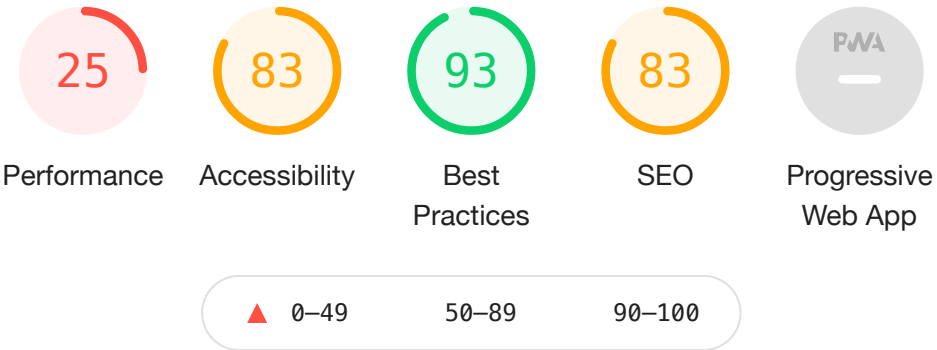 25
83
93
83
PWA
Performance
Accessibility
Best
Practices
SEO
Progressive
Web App
0–49
50–89
90–100